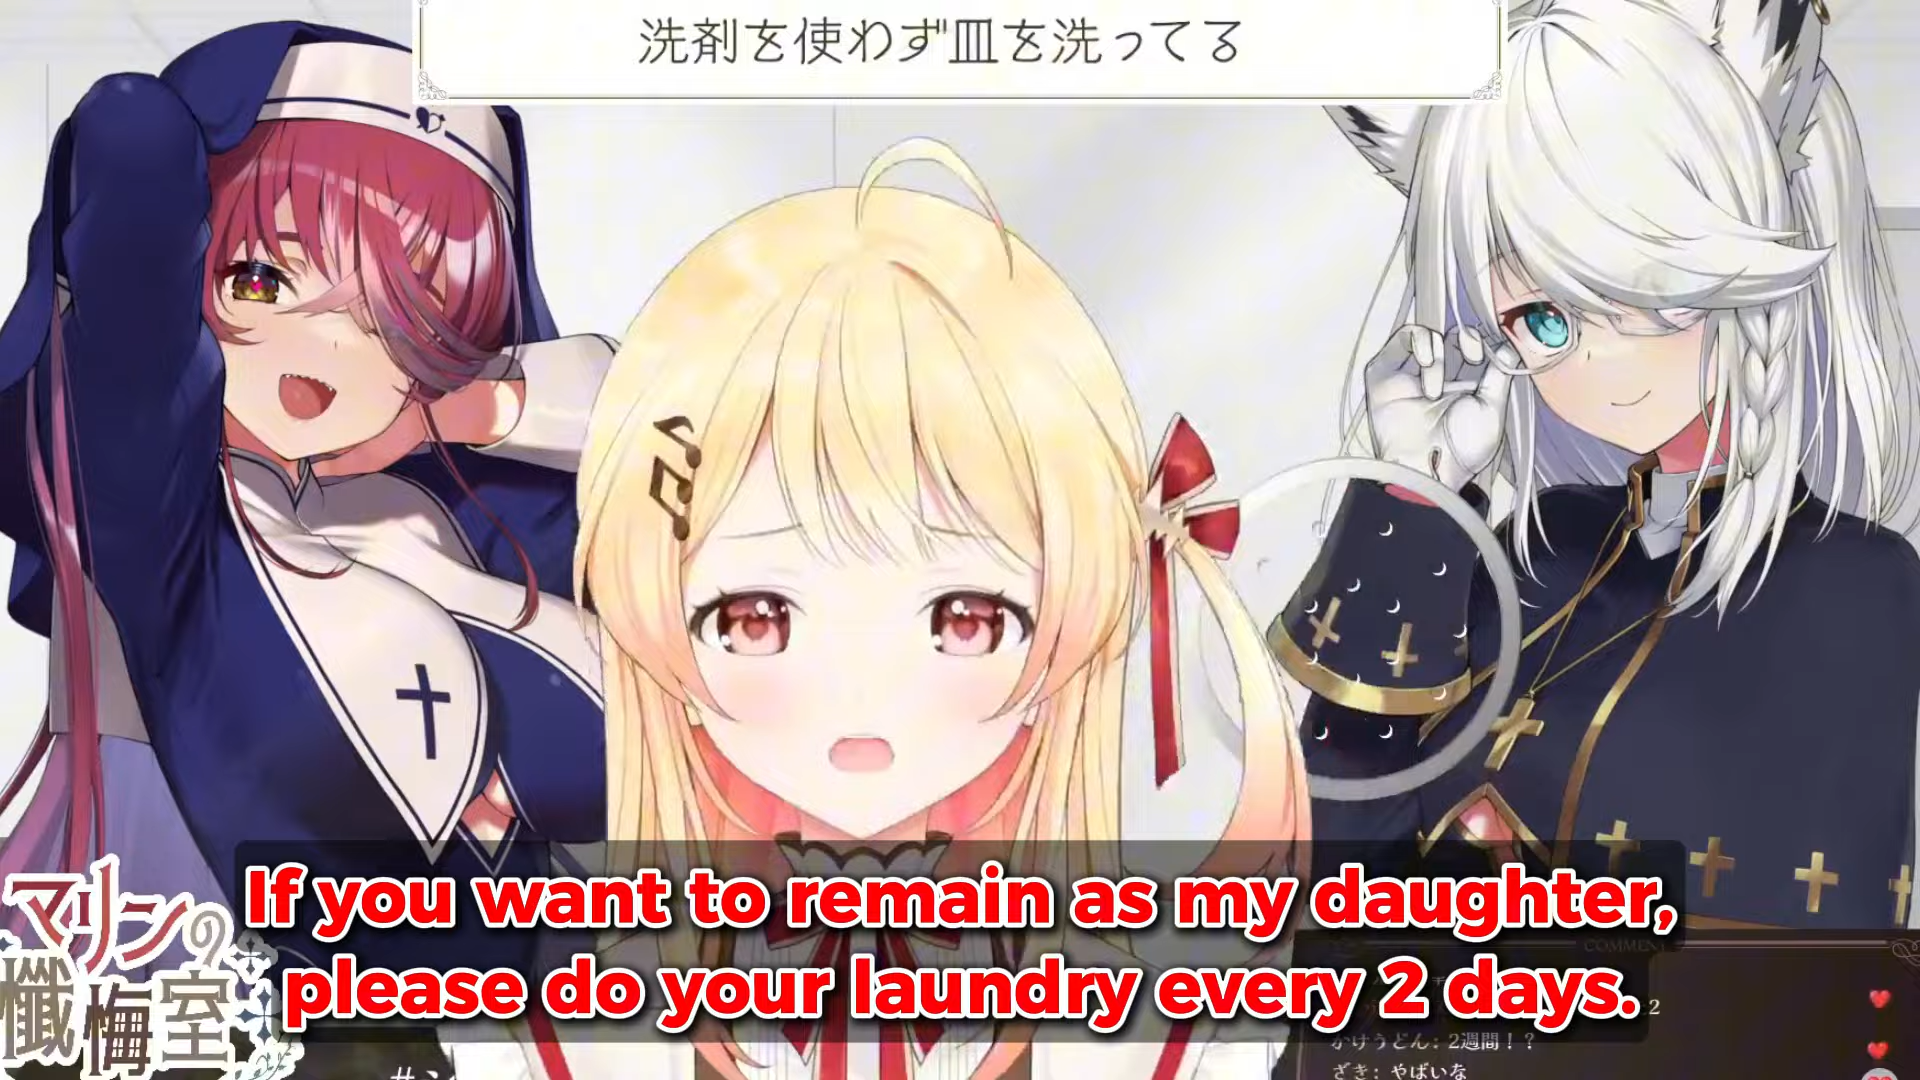 洗剤を使わず皿を洗ってる
If you want to remain as my daughter,
please do your laundry every 2 days.
マリンの
懺悔室
COMMENT
かけうどん: 2週間！？
ざき: やばいな